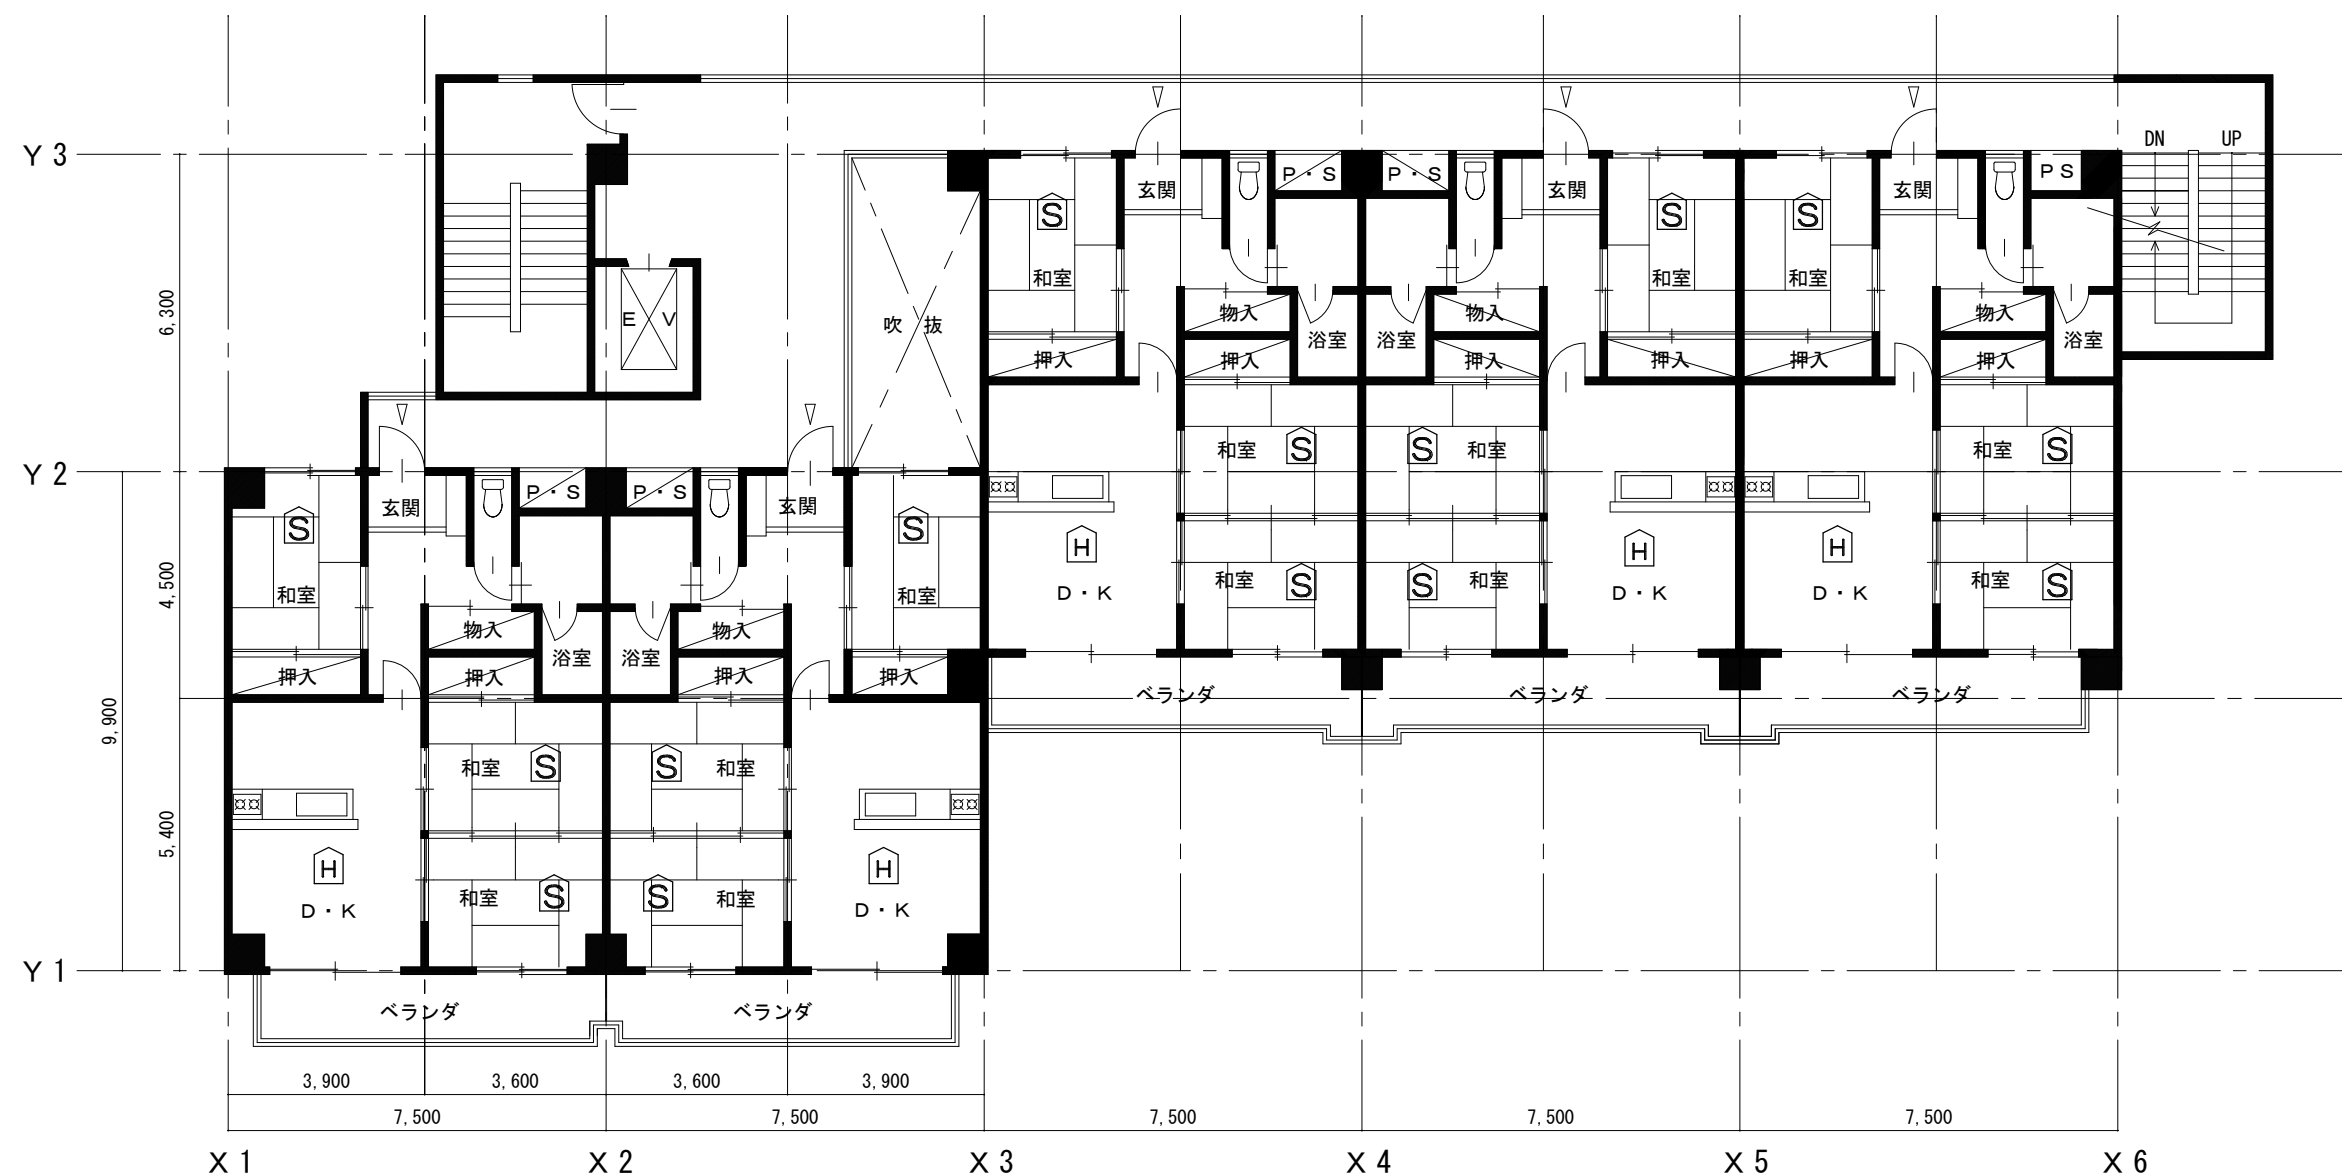 DN UP
Y 3
P・S P・S PS
玄関 玄関 玄関
S S S
和室 和室 和室
6,300
物入 物入 物入
E V 吹 抜
浴室 浴室 浴室
押入 押入 押入 押入 押入 押入
和室 S S 和室 和室 S
Y 2
P・S P・S
玄関 玄関
S S
H H H
和室 S S 和室 和室 S
4,500
D・K D・K D・K
和室 和室
物入 物入
浴室 浴室
押入 押入 押入 押入
ベランダ ベランダ ベランダ
9,900
和室 S S 和室
5,400
H H
和室 S S 和室
D・K D・K
Y 1
ベランダ ベランダ
3,900 3,600 3,600 3,900
7,500 7,500 7,500 7,500 7,500
X 1 X 2 X 3 X 4 X 5 X 6